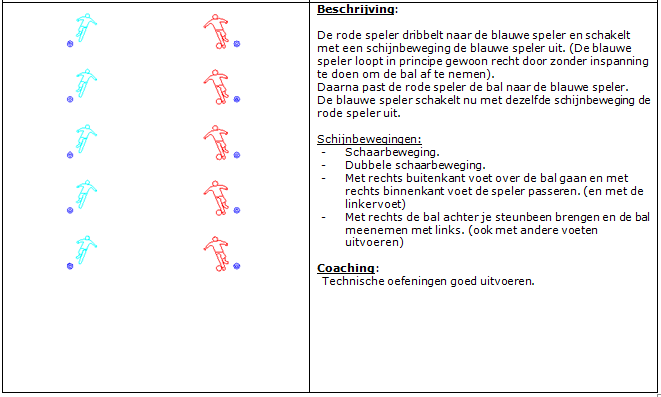 Beschrijving:
De rode speler dribbelt naar de blauwe speler en schakelt
met een schijnbeweging de blauwe speler uit. (De blauwe
speler loopt in principe gewoon recht door zonder inspanning
te doen om de bal af te nemen).
Daarna past de rode speler de bal naar de blauwe speler.
De blauwe speler schakelt nu met dezelfde schijnbeweging de
rode speler uit.
Schijnbewegingen:
- Schaarbeweging.
- Dubbele schaarbeweging.
- Met rechts buitenkant voet over de bal gaan en met
rechts binnenkant voet de speler passeren. (en met de
linkervoet)
- Met rechts de bal achter je steunbeen brengen en de bal
meenemen met links. (ook met andere voeten
uitvoeren)
Coaching:
Technische oefeningen goed uitvoeren.